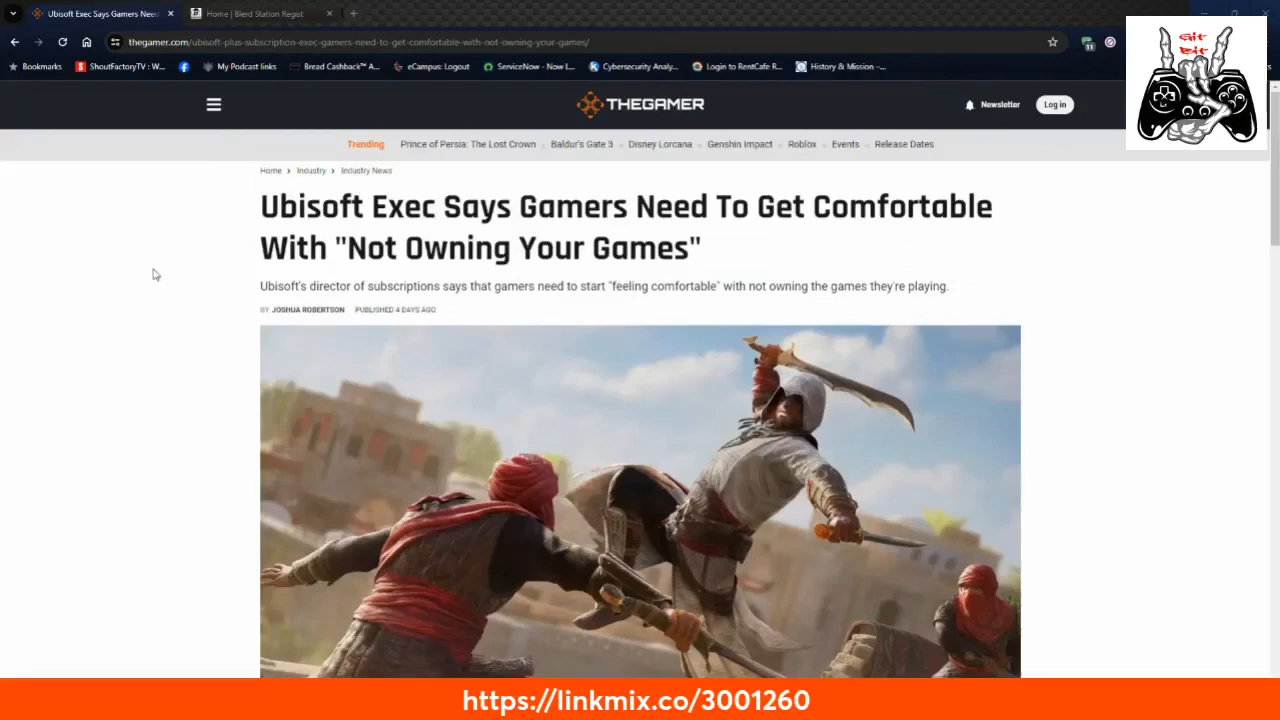 Ubisoft Exec Says Gamers Nee
Home | Blerd Station Regist
thegamer.com/ubisoft-plus-subscription-exec-gamers-need-to-get-comfortable-with-not-owning-your-games/
11
Bookmarks
ShoutFactoryTV : W...
My Podcast links
Bread Cashback™ A...
eCampus: Logout
ServiceNow - Now L...
Cybersecurity Analy...
Login to RentCafe R...
History & Mission –...
Git
Bit
THEGAMER
Newsletter
Log in
Trending
Prince of Persia: The Lost Crown
Baldur's Gate 3
Disney Lorcana
Genshin Impact
Roblox
Events
Release Dates
Home > Industry > Industry News
Ubisoft Exec Says Gamers Need To Get Comfortable
With "Not Owning Your Games"
Ubisoft's director of subscriptions says that gamers need to start "feeling comfortable" with not owning the games they're playing.
BY JOSHUA ROBERTSON PUBLISHED 4 DAYS AGO
https://linkmix.co/3001260